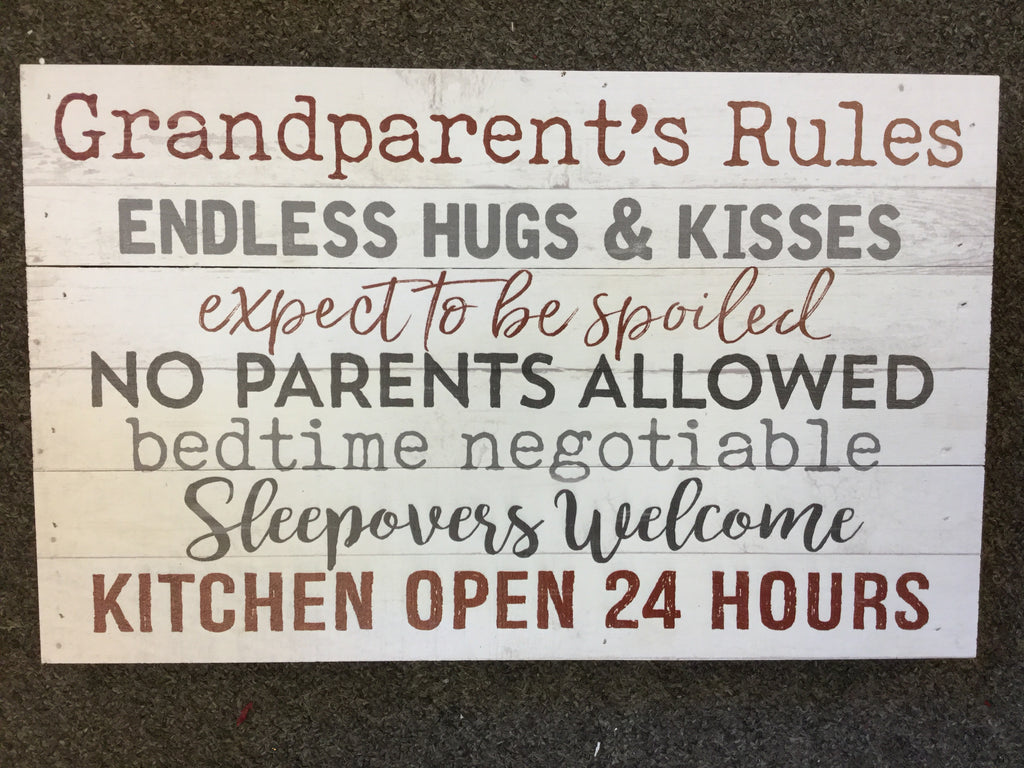 Grandparent's Rules
ENDLESS HUGS & KISSES
expect to be spoiled
NO PARENTS ALLOWED
bedtime negotiable
Sleepovers Welcome
KITCHEN OPEN 24 HOURS